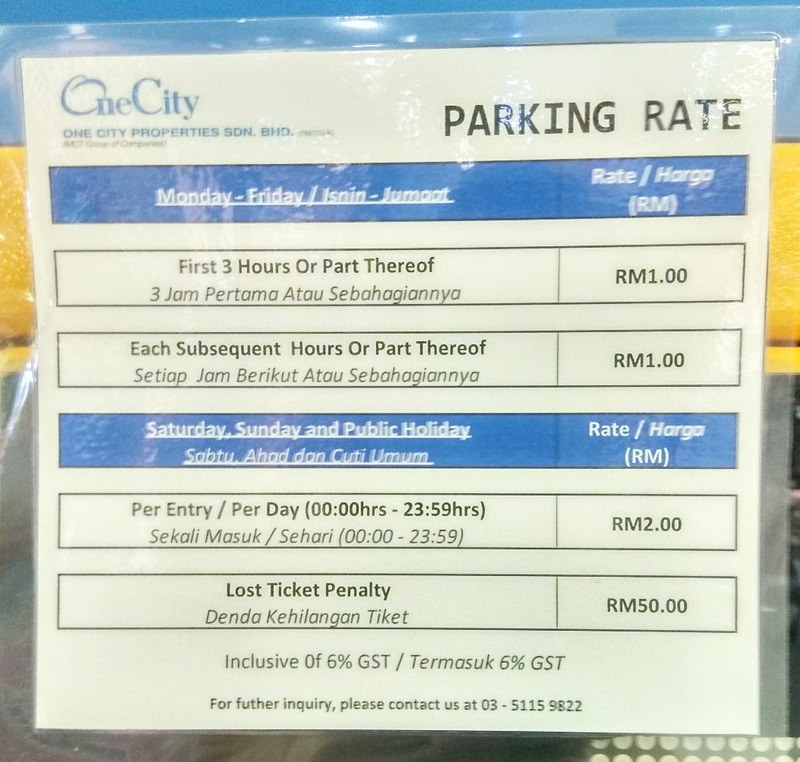 OneCity
PARKING RATE
ONE CITY PROPERTIES SDN. BHD.
(MCT Group of Companies)
Monday - Friday / Isnin - Jumaat
Rate / Harga
(RM)
First 3 Hours Or Part Thereof
3 Jam Pertama Atau Sebahagiannya
RM1.00
Each Subsequent Hours Or Part Thereof
Setiap Jam Berikut Atau Sebahagiannya
RM1.00
Saturday, Sunday and Public Holiday
Sabtu, Ahad dan Cuti Umum
Rate / Harga
(RM)
Per Entry / Per Day (00:00hrs - 23:59hrs)
Sekali Masuk / Sehari (00:00 - 23:59)
RM2.00
Lost Ticket Penalty
Denda Kehilangan Tiket
RM50.00
Inclusive 0f 6% GST / Termasuk 6% GST
For futher inquiry, please contact us at 03 - 5115 9822